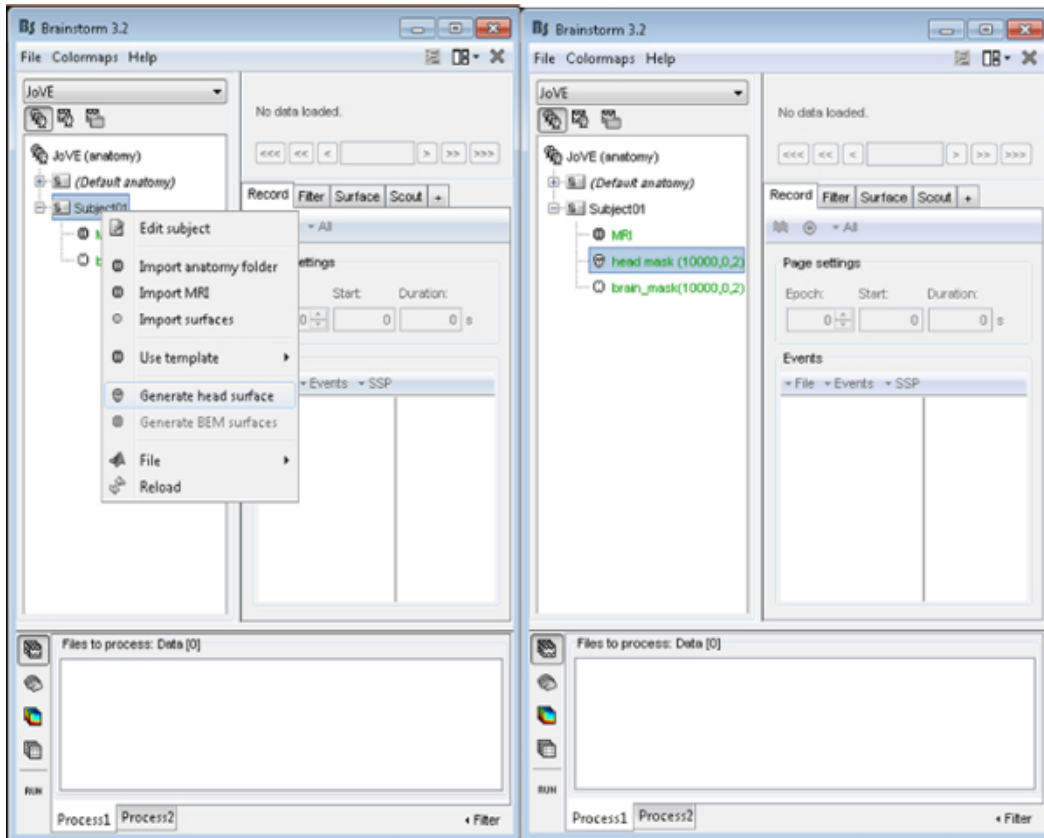 Brainstorm 3.2
File Colormaps Help
JoVE
No data loaded.
<<< << < > >> >>>
JoVE (anatomy)
(Default anatomy)
Subject01
Record Filter Surface Scout +
All
Edit subject
Import anatomy folder
Import MRI
Import surfaces
Use template
Generate head surface
Generate BEM surfaces
File
Reload
ettings
Start: Duration:
0 0 0 s
Events SSP
Files to process: Data [0]
RUN
Process1 Process2
Filter
Brainstorm 3.2
File Colormaps Help
JoVE
No data loaded.
<<< << < > >> >>>
JoVE (anatomy)
(Default anatomy)
Subject01
MRI
head mask (10000,0,2)
brain_mask(10000,0,2)
Record Filter Surface Scout +
All
Page settings
Epoch: Start: Duration:
0 0 0 s
Events
File Events SSP
Files to process: Data [0]
RUN
Process1 Process2
Filter